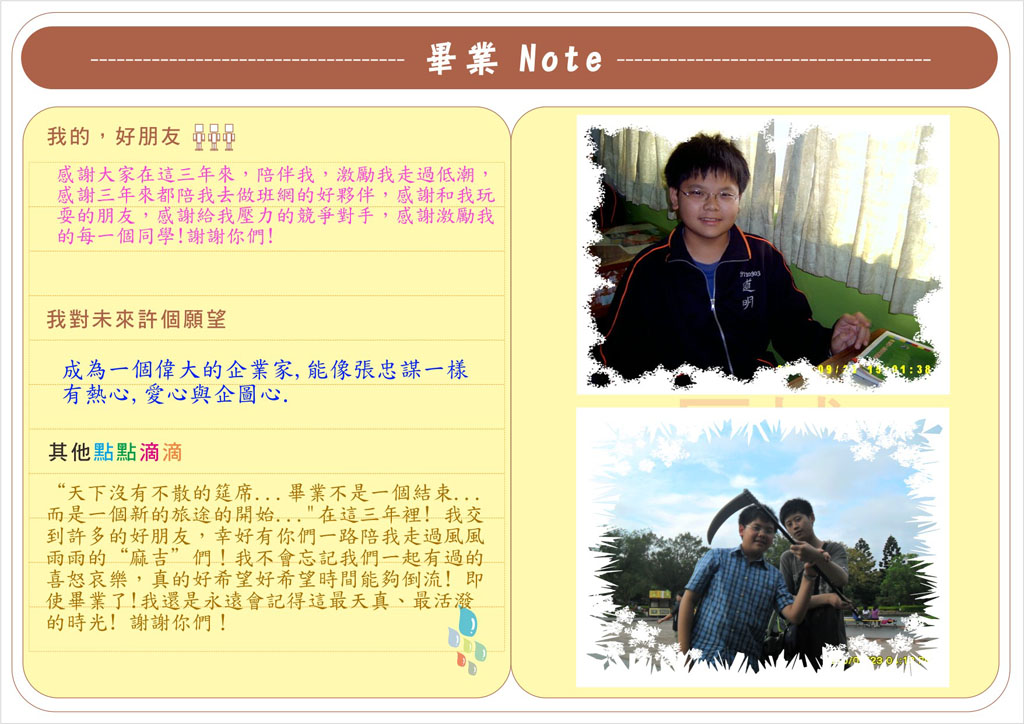 畢業 Note
我的，好朋友
感謝大家在這三年來，陪伴我，激勵我走過低潮，
感謝三年來都陪我去做班網的好夥伴，感謝和我玩
耍的朋友，感謝給我壓力的競爭對手，感謝激勵我
的每一個同學!謝謝你們!
我對未來許個願望
成為一個偉大的企業家,能像張忠謀一樣
有熱心,愛心與企圖心.
其他點點滴滴
“天下沒有不散的筵席...畢業不是一個結束...
而是一個新的旅途的開始..."在這三年裡! 我交
到許多的好朋友，幸好有你們一路陪我走過風風
雨雨的“麻吉”們！我不會忘記我們一起有過的
喜怒哀樂，真的好希望好希望時間能夠倒流! 即
使畢業了!我還是永遠會記得這最天真、最活潑
的時光! 謝謝你們！
道明